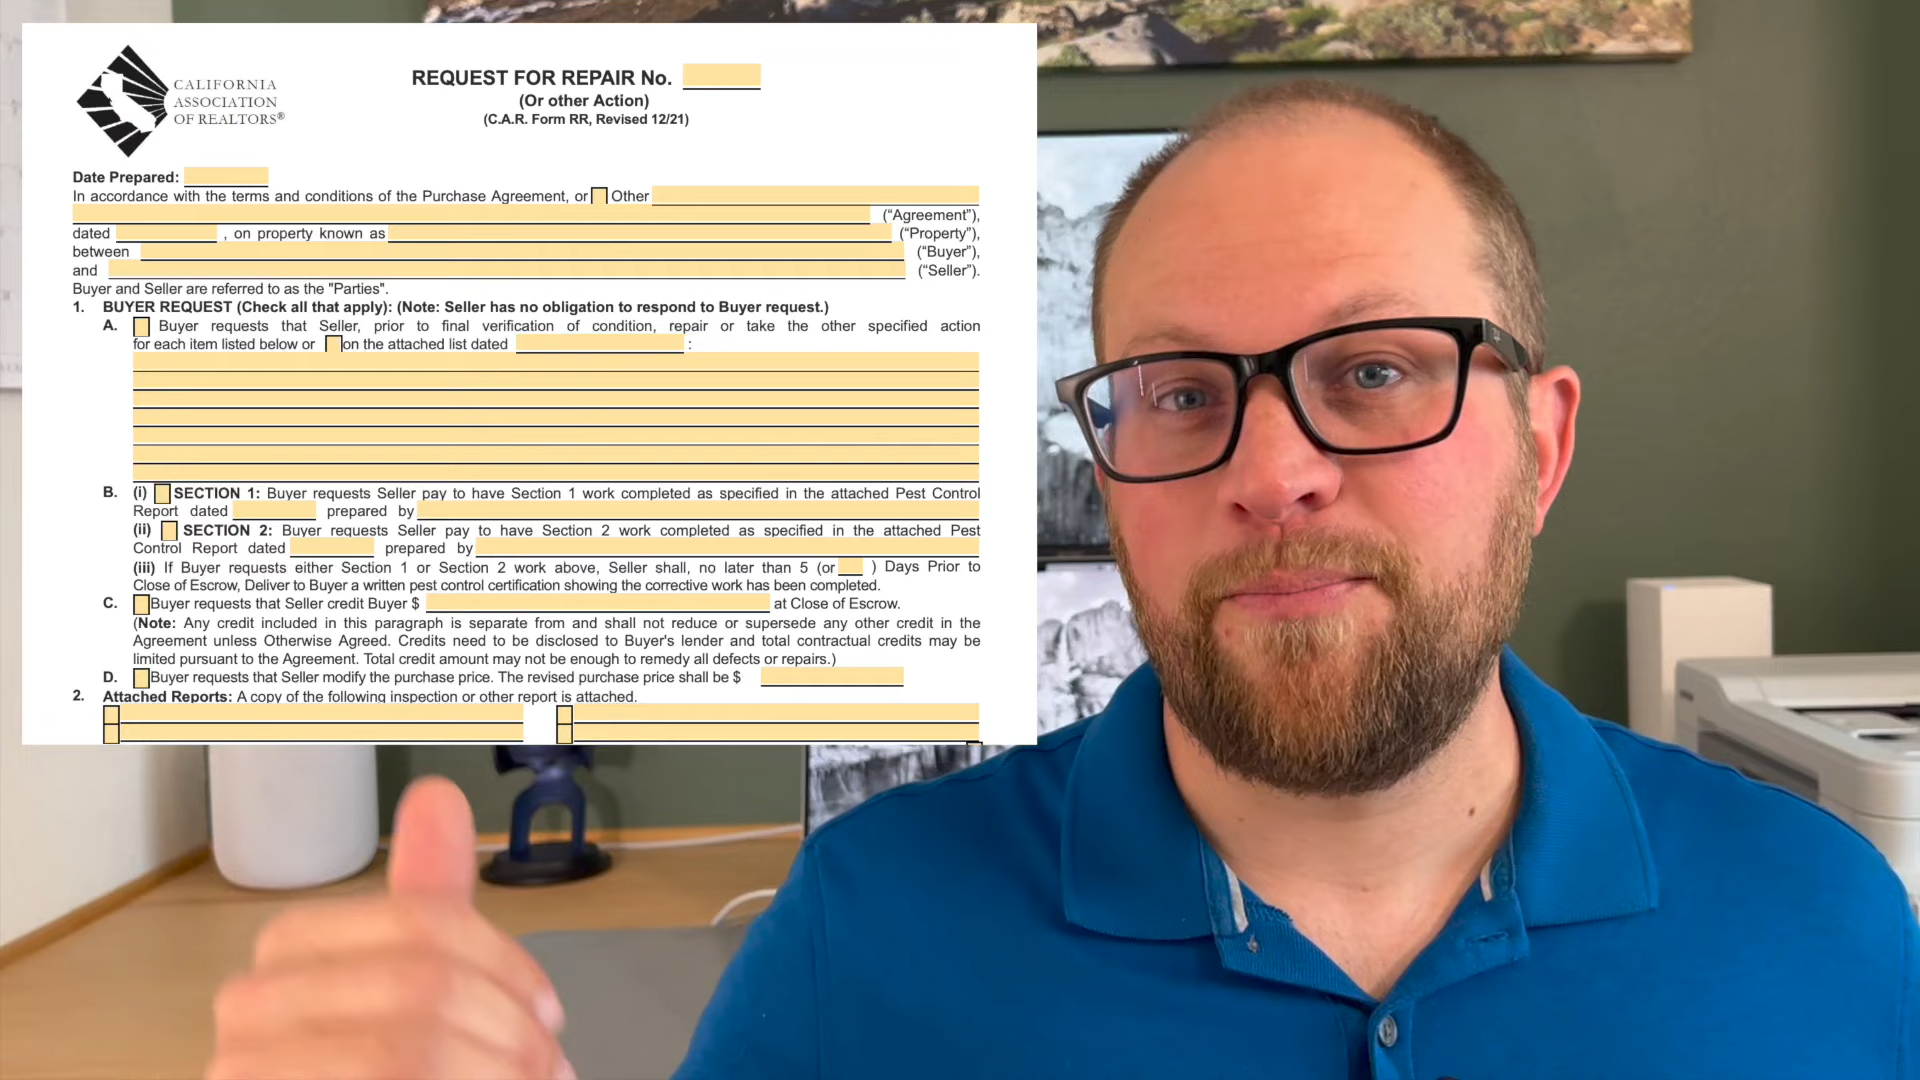 CALIFORNIA
ASSOCIATION
OF REALTORS®
REQUEST FOR REPAIR No.
(Or other Action)
(C.A.R. Form RR, Revised 12/21)
Date Prepared:
In accordance with the terms and conditions of the Purchase Agreement, or Other
("Agreement"),
dated , on property known as ("Property"),
between ("Buyer"),
and ("Seller").
Buyer and Seller are referred to as the "Parties".
1. BUYER REQUEST (Check all that apply): (Note: Seller has no obligation to respond to Buyer request.)
A. Buyer requests that Seller, prior to final verification of condition, repair or take the other specified action
for each item listed below or on the attached list dated :
B. (i) SECTION 1: Buyer requests Seller pay to have Section 1 work completed as specified in the attached Pest Control
Report dated prepared by
(ii) SECTION 2: Buyer requests Seller pay to have Section 2 work completed as specified in the attached Pest
Control Report dated prepared by
(iii) If Buyer requests either Section 1 or Section 2 work above, Seller shall, no later than 5 (or ) Days Prior to
Close of Escrow, Deliver to Buyer a written pest control certification showing the corrective work has been completed.
C. Buyer requests that Seller credit Buyer $ at Close of Escrow.
(Note: Any credit included in this paragraph is separate from and shall not reduce or supersede any other credit in the
Agreement unless Otherwise Agreed. Credits need to be disclosed to Buyer's lender and total contractual credits may be
limited pursuant to the Agreement. Total credit amount may not be enough to remedy all defects or repairs.)
D. Buyer requests that Seller modify the purchase price. The revised purchase price shall be $
2. Attached Reports: A copy of the following inspection or other report is attached.